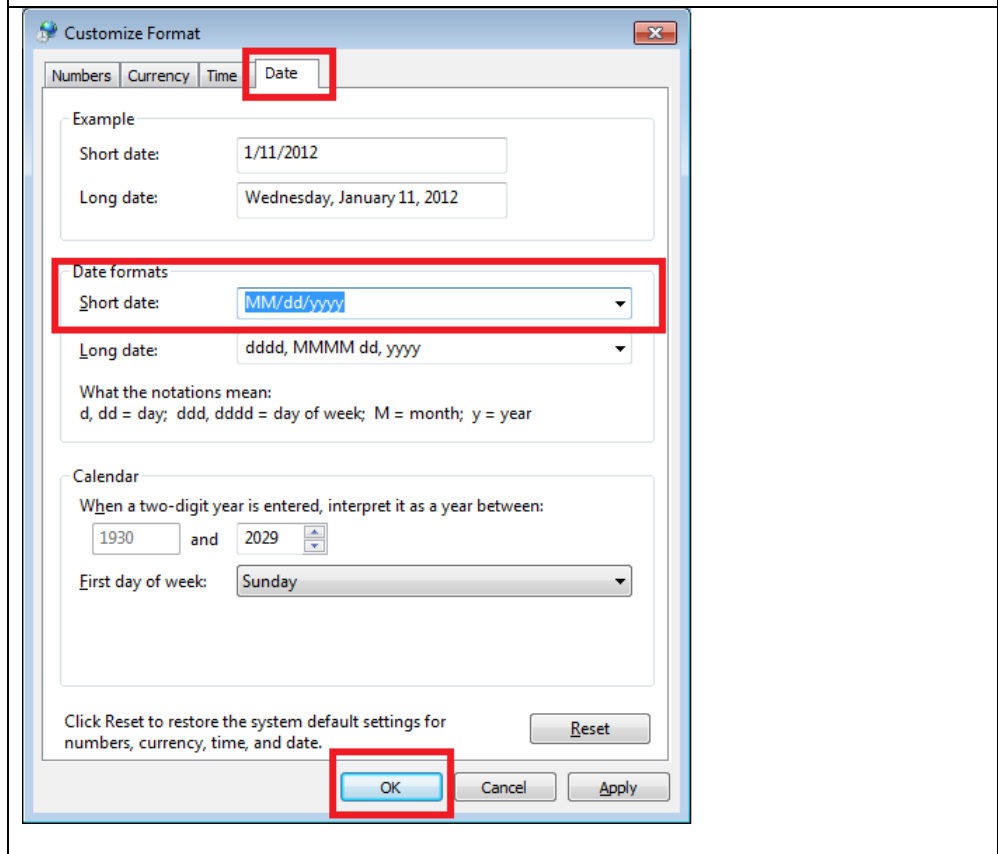 Customize Format
Numbers Currency Time Date
Example
Short date: 1/11/2012
Long date: Wednesday, January 11, 2012
Date formats
Short date: MM/dd/yyyy
Long date: dddd, MMMM dd, yyyy
What the notations mean:
d, dd = day; ddd, dddd = day of week; M = month; y = year
Calendar
When a two-digit year is entered, interpret it as a year between:
1930 and 2029
First day of week: Sunday
Click Reset to restore the system default settings for
numbers, currency, time, and date.
Reset
OK Cancel Apply